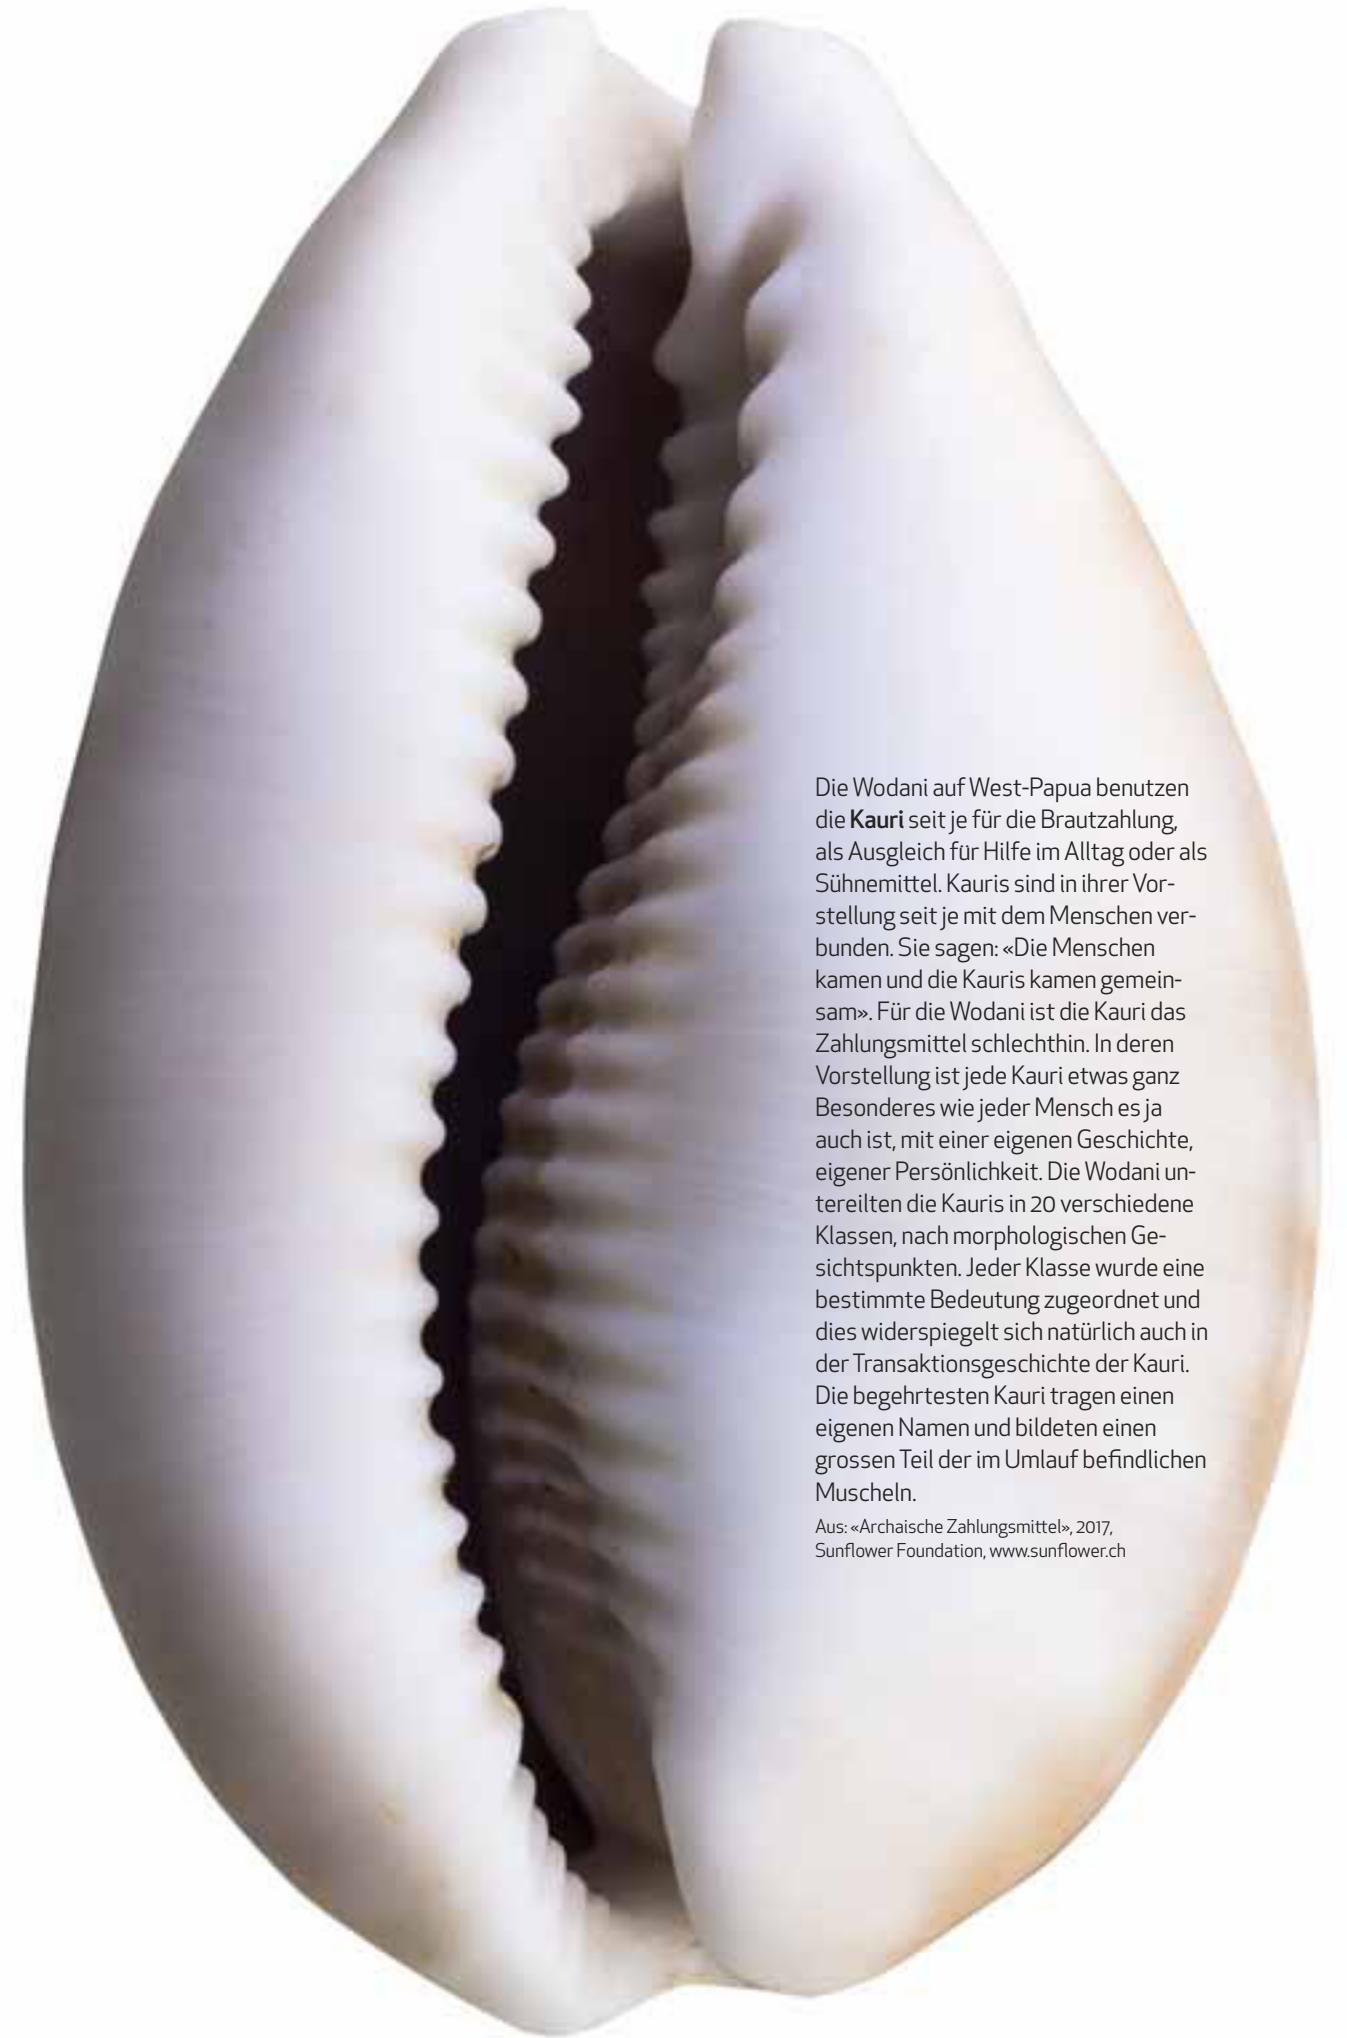 Die Wodani auf West-Papua benutzen
die Kauri seit je für die Brautzahlung,
als Ausgleich für Hilfe im Alltag oder als
Sühnemittel. Kauris sind in ihrer Vor-
stellung seit je mit dem Menschen ver-
bunden. Sie sagen: «Die Menschen
kamen und die Kauris kamen gemein-
sam». Für die Wodani ist die Kauri das
Zahlungsmittel schlechthin. In deren
Vorstellung ist jede Kauri etwas ganz
Besonderes wie jeder Mensch es ja
auch ist, mit einer eigenen Geschichte,
eigener Persönlichkeit. Die Wodani un-
tereilten die Kauris in 20 verschiedene
Klassen, nach morphologischen Ge-
sichtspunkten. Jeder Klasse wurde eine
bestimmte Bedeutung zugeordnet und
dies widerspiegelt sich natürlich auch in
der Transaktionsgeschichte der Kauri.
Die begehrtesten Kauri tragen einen
eigenen Namen und bildeten einen
grossen Teil der im Umlauf befindlichen
Muscheln.
Aus: «Archaische Zahlungsmittel», 2017,
Sunflower Foundation, www.sunflower.ch